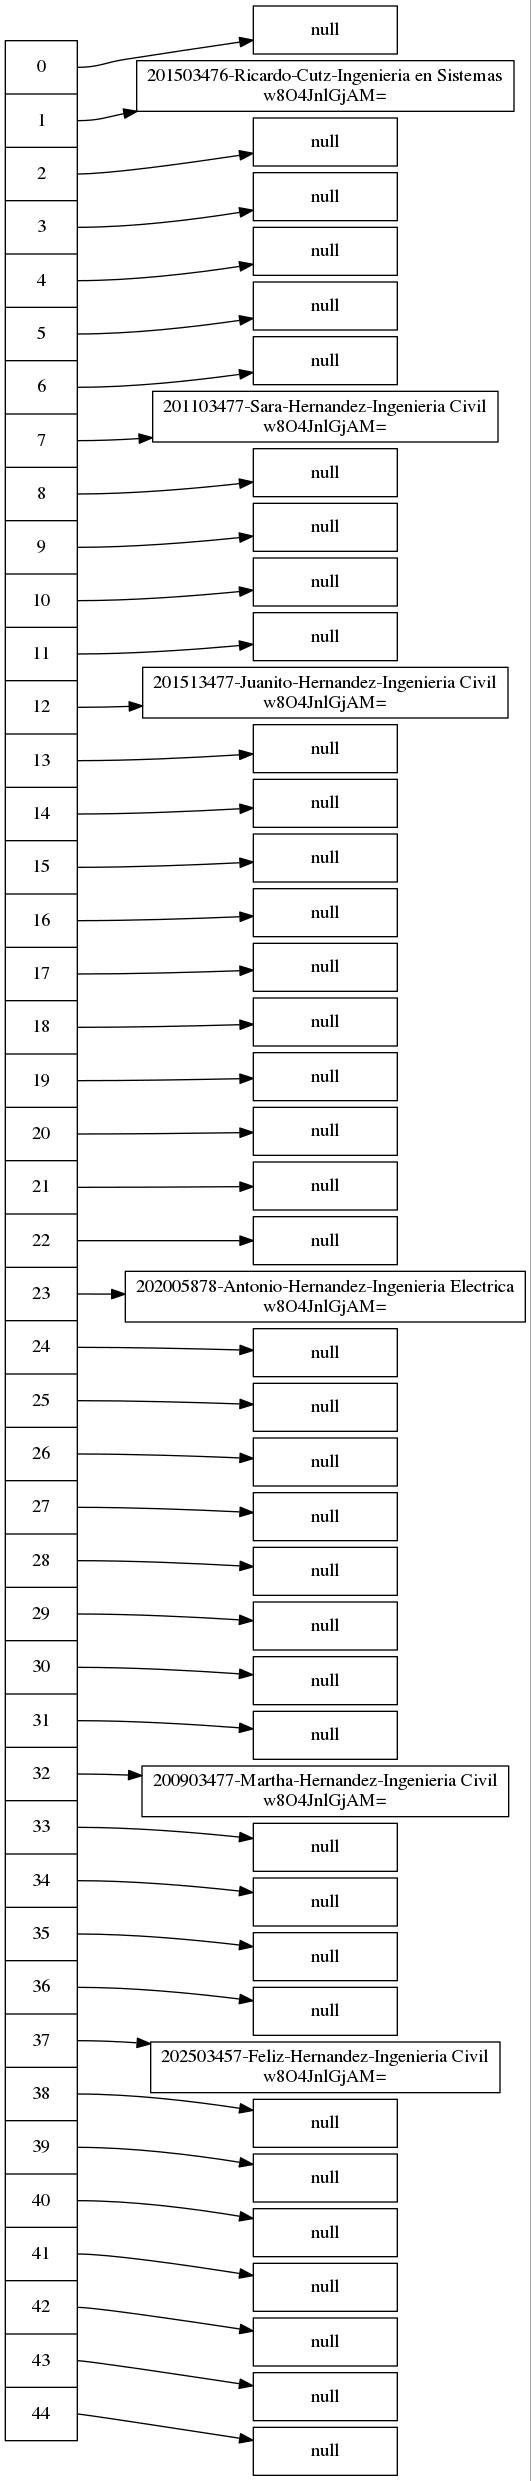 0
null
1
201503476-Ricardo-Cutz-Ingenieria en Sistemas
w8O4JnlGjAM=
2
null
3
null
4
null
5
null
6
null
7
201103477-Sara-Hernandez-Ingenieria Civil
w8O4JnlGjAM=
8
null
9
null
10
null
11
null
12
201513477-Juanito-Hernandez-Ingenieria Civil
w8O4JnlGjAM=
13
null
14
null
15
null
16
null
17
null
18
null
19
null
20
null
21
null
22
null
23
202005878-Antonio-Hernandez-Ingenieria Electrica
w8O4JnlGjAM=
24
null
25
null
26
null
27
null
28
null
29
null
30
null
31
null
32
200903477-Martha-Hernandez-Ingenieria Civil
w8O4JnlGjAM=
33
null
34
null
35
null
36
null
37
202503457-Feliz-Hernandez-Ingenieria Civil
w8O4JnlGjAM=
38
null
39
null
40
null
41
null
42
null
43
null
44
null